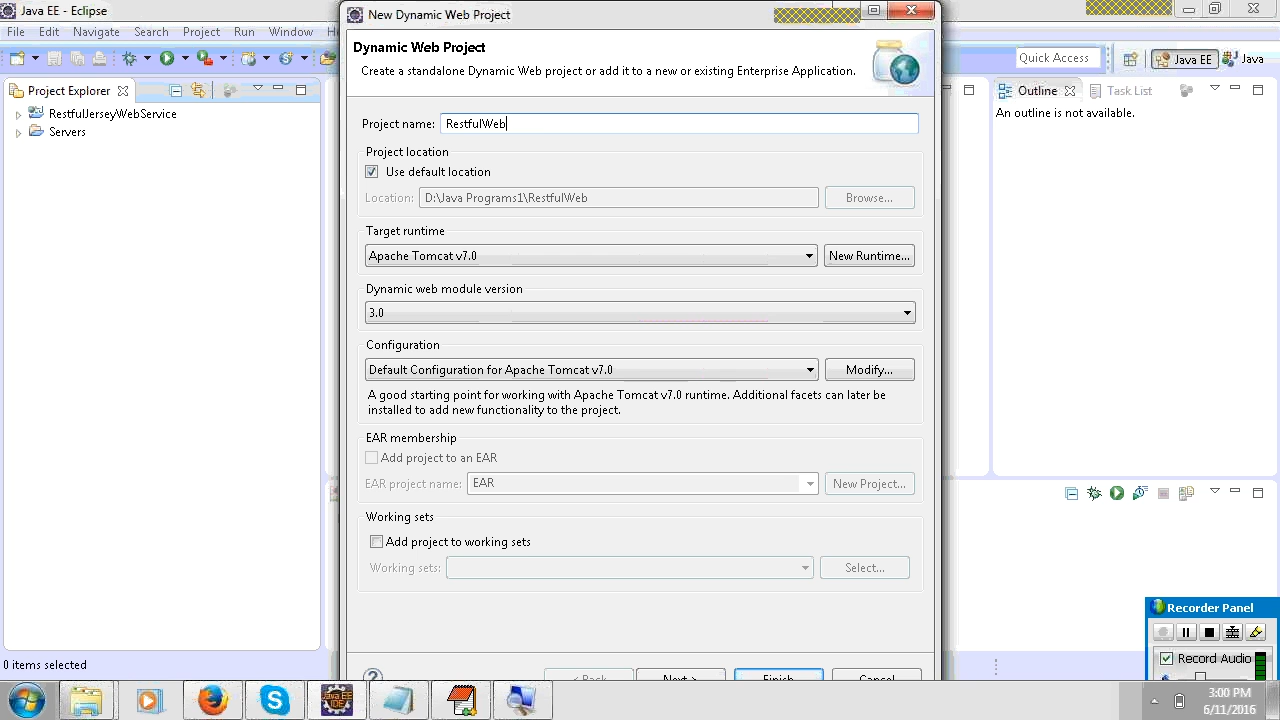 Java EE - Eclipse
File Edit Navigate Search Project Window
Quick Access
Java EE
Java
Project Explorer
RestfulJerseyWebService
Servers
0 items selected
New Dynamic Web Project
Dynamic Web Project
Create a standalone Dynamic Web project or add it to a new or existing Enterprise Application.
Project name: RestfulWeb
Project location
Use default location
Location: D:\Java Programs1\RestfulWeb Browse...
Target runtime
Apache Tomcat v7.0 New Runtime...
Dynamic web module version
3.0
Configuration
Default Configuration for Apache Tomcat v7.0 Modify...
A good starting point for working with Apache Tomcat v7.0 runtime. Additional facets can later be
installed to add new functionality to the project.
EAR membership
Add project to an EAR
EAR project name: EAR New Project...
Working sets
Add project to working sets
Working sets: Select...
< Back Next > Finish Cancel
Outline Task List
An outline is not available.
Recorder Panel
Record Audio
Java EE
IDE
3:00 PM
6/11/2016